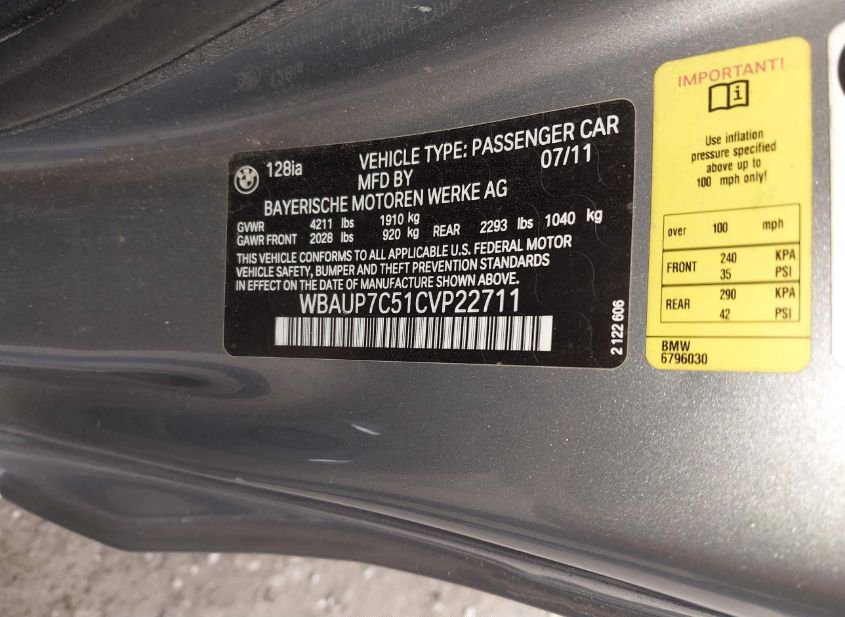 BMW
128ia
VEHICLE TYPE: PASSENGER CAR
MFD BY 07/11
BAYERISCHE MOTOREN WERKE AG
GVWR 4211 lbs 1910 kg
GAWR FRONT 2028 lbs 920 kg REAR 2293 lbs 1040 kg
THIS VEHICLE CONFORMS TO ALL APPLICABLE U.S. FEDERAL MOTOR
VEHICLE SAFETY, BUMPER AND THEFT PREVENTION STANDARDS
IN EFFECT ON THE DATE OF MANUFACTURE SHOWN ABOVE.
WBAUP7C51CVP22711
2 122 606
IMPORTANT!
i
Use inflation
pressure specified
above up to
100 mph only!
over 100 mph
FRONT 240 KPA
35 PSI
REAR 290 KPA
42 PSI
BMW
6796030